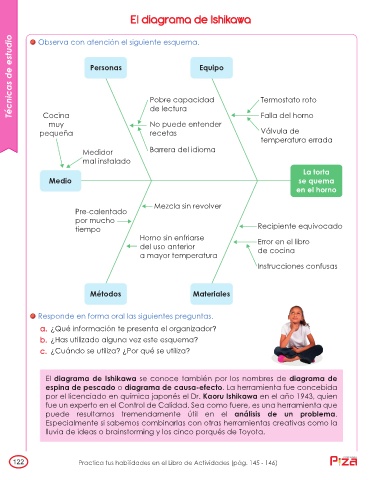 El diagrama de Ishikawa
Técnicas de estudio
Observa con atención el siguiente esquema.
Personas
Equipo
Pobre capacidad
de lectura
No puede entender
recetas
Barrera del idioma
Termostato roto
Falla del horno
Válvula de
temperatura errada
Cocina
muy
pequeña
Medidor
mal instalado
Medio
La torta
se quema
en el horno
Mezcla sin revolver
Pre-calentado
por mucho
tiempo
Horno sin enfriarse
del uso anterior
a mayor temperatura
Recipiente equivocado
Error en el libro
de cocina
Instrucciones confusas
Métodos
Materiales
Responde en forma oral las siguientes preguntas.
a. ¿Qué información te presenta el organizador?
b. ¿Has utilizado alguna vez este esquema?
c. ¿Cuándo se utiliza? ¿Por qué se utiliza?
El diagrama de Ishikawa se conoce también por los nombres de diagrama de
espina de pescado o diagrama de causa-efecto. La herramienta fue concebida
por el licenciado en química japonés el Dr. Kaoru Ishikawa en el año 1943, quien
fue un experto en el Control de Calidad. Sea como fuere, es una herramienta que
puede resultarnos tremendamente útil en el análisis de un problema.
Especialmente si sabemos combinarlas con otras herramientas creativas como la
lluvia de ideas o brainstorming y los cinco porqués de Toyota.
122
Practica tus habilidades en el Libro de Actividades (pág. 145 - 146)